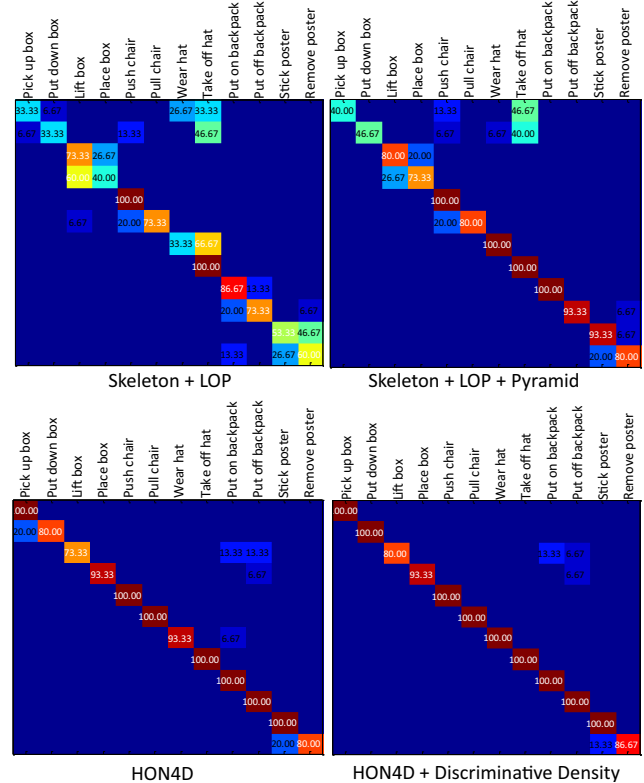 Pick up box
Put down box
Lift box
Place box
Push chair
Pull chair
Wear hat
Take off hat
Put on backpack
Put off backpack
Stick poster
Remove poster
33.33 6.67 26.67 33.33
6.67 33.33 13.33 46.67
73.33 26.67
60.00 40.00
100.00
6.67 20.00 73.33
33.33 66.67
100.00
86.67 13.33
20.00 73.33 6.67
53.33 46.67
13.33 26.67 60.00
Skeleton + LOP
Pick up box
Put down box
Lift box
Place box
Push chair
Pull chair
Wear hat
Take off hat
Put on backpack
Put off backpack
Stick poster
Remove poster
40.00 13.33 46.67
46.67 6.67 6.67 40.00
80.00 20.00
26.67 73.33
100.00
20.00 80.00
100.00
100.00
100.00
93.33 6.67
93.33 6.67
20.00 80.00
Skeleton + LOP + Pyramid
Pick up box
Put down box
Lift box
Place box
Push chair
Pull chair
Wear hat
Take off hat
Put on backpack
Put off backpack
Stick poster
Remove poster
00.00
20.00 80.00
73.33 13.33 13.33
93.33 6.67
100.00
100.00
93.33 6.67
100.00
100.00
100.00
100.00
20.00 80.00
HON4D
Pick up box
Put down box
Lift box
Place box
Push chair
Pull chair
Wear hat
Take off hat
Put on backpack
Put off backpack
Stick poster
Remove poster
00.00
100.00
80.00 13.33 6.67
93.33 6.67
100.00
100.00
100.00
100.00
100.00
100.00
100.00
13.33 86.67
HON4D + Discriminative Density